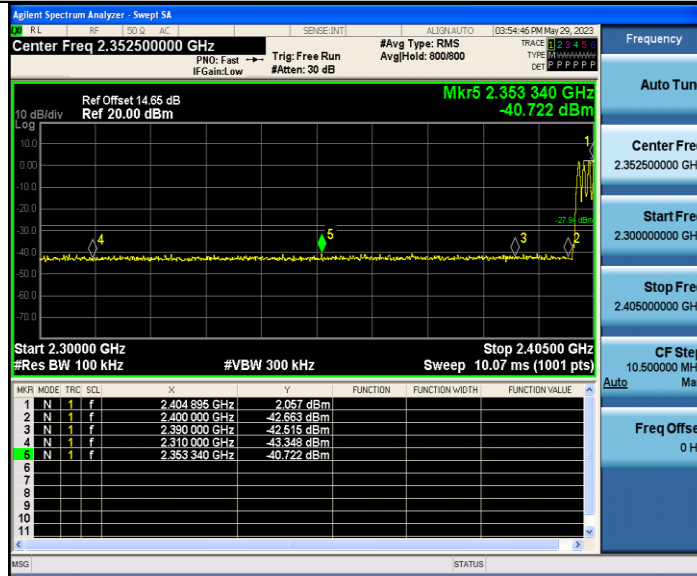 Agilent Spectrum Analyzer - Swept SA
RL RF 50 Ω AC SENSE:INT ALIGN AUTO 03:54:46 PM May 29, 2023
Center Freq 2.352500000 GHz
PNO: Fast
IFGain:Low
Trig: Free Run
#Atten: 30 dB
#Avg Type: RMS
Avg|Hold: 800/800
TRACE 1 2 3 4 5 6
TYPE MWWWWW
DET P P P P P P
Ref Offset 14.65 dB
10 dB/div Ref 20.00 dBm
Log
Mkr5 2.353 340 GHz
-40.722 dBm
10.0
0.00
-10.0
-20.0
-30.0
-40.0
-50.0
-60.0
-70.0
1
-27.94 dBm
4
5
3
2
Start 2.30000 GHz Stop 2.40500 GHz
#Res BW 100 kHz #VBW 300 kHz Sweep 10.07 ms (1001 pts)
MKR MODE TRC SCL X Y FUNCTION FUNCTION WIDTH FUNCTION VALUE
1 N 1 f 2.404 895 GHz 2.057 dBm
2 N 1 f 2.400 000 GHz -42.663 dBm
3 N 1 f 2.390 000 GHz -42.515 dBm
4 N 1 f 2.310 000 GHz -43.348 dBm
5 N 1 f 2.353 340 GHz -40.722 dBm
6
7
8
9
10
11
MSG STATUS
Frequency
Auto Tun
Center Fre
2.352500000 GH
Start Fre
2.300000000 GH
Stop Fre
2.405000000 GH
CF Ste
10.500000 MH
Auto Ma
Freq Offse
0 H